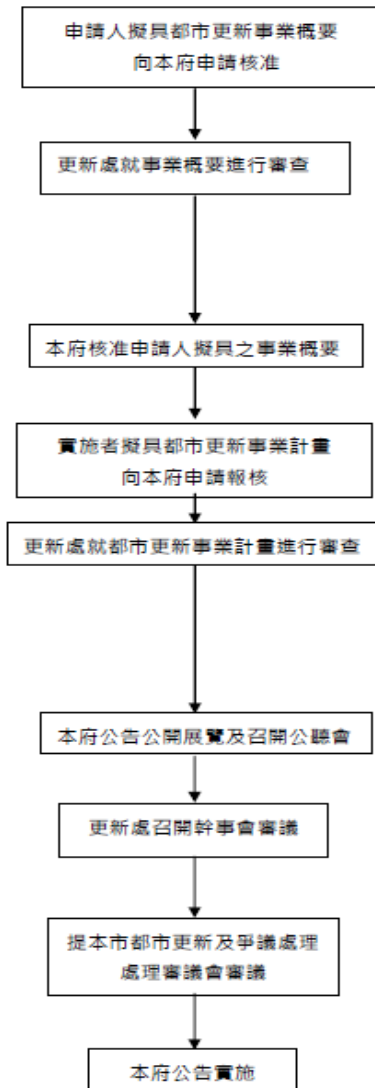 申請人擬具都市更新事業概要
向本府申請核准
更新處就事業概要進行審查
本府核准申請人擬具之事業概要
實施者擬具都市更新事業計畫
向本府申請報核
更新處就都市更新事業計畫進行審查
本府公告公開展覽及召開公聽會
更新處召開幹事會審議
提本市都市更新及爭議處理
處理審議會審議
本府公告實施